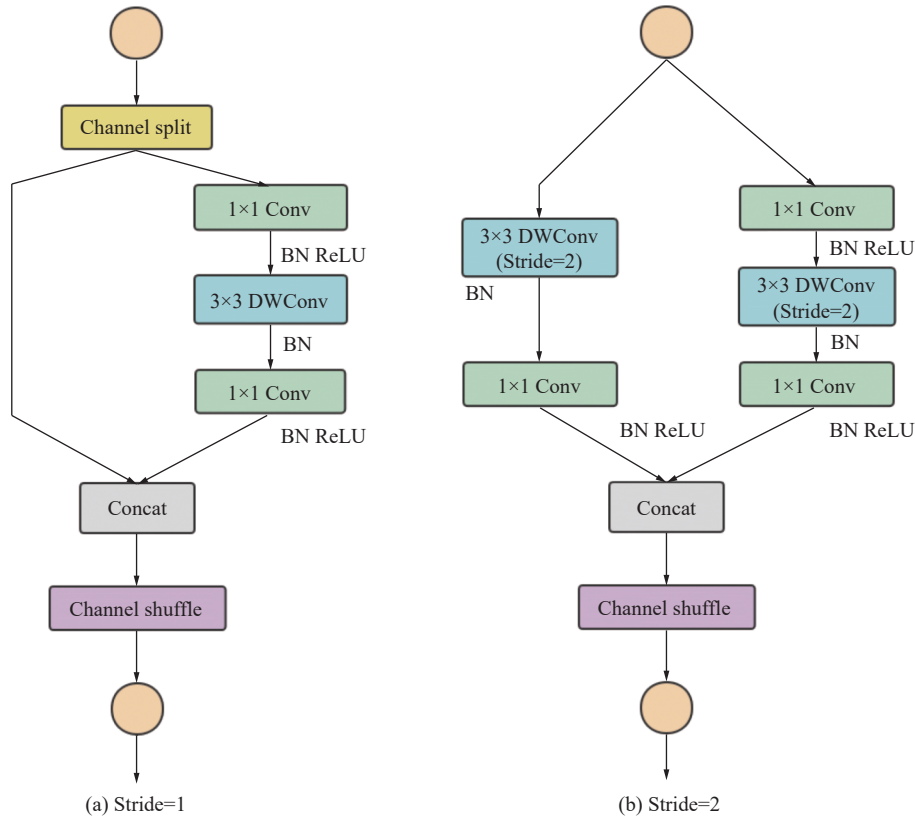 Channel split
1×1 Conv
BN ReLU
3×3 DWConv
BN
1×1 Conv
BN ReLU
Concat
Channel shuffle
(a) Stride=1
3×3 DWConv
(Stride=2)
BN
1×1 Conv
BN ReLU
1×1 Conv
BN ReLU
3×3 DWConv
(Stride=2)
BN
1×1 Conv
BN ReLU
Concat
Channel shuffle
(b) Stride=2